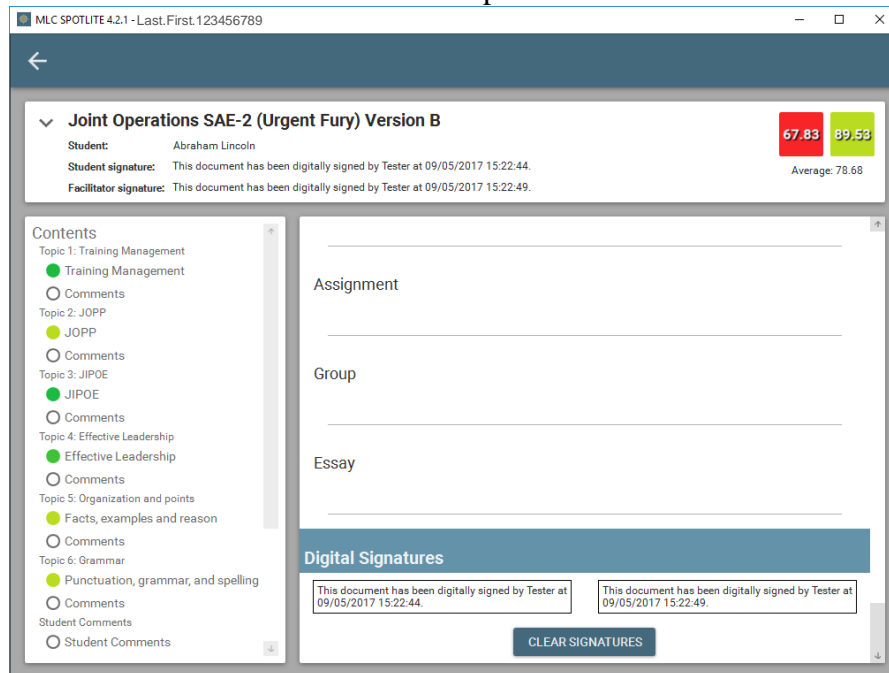 MLC SPOTLITE 4.2.1 - Last.First.123456789
Joint Operations SAE-2 (Urgent Fury) Version B
67.83 89.53
Student: Abraham Lincoln
Student signature: This document has been digitally signed by Tester at 09/05/2017 15:22:44.
Average: 78.68
Facilitator signature: This document has been digitally signed by Tester at 09/05/2017 15:22:49.
Contents
Topic 1: Training Management
Training Management
Comments
Topic 2: JOPP
JOPP
Comments
Topic 3: JIPOE
JIPOE
Comments
Topic 4: Effective Leadership
Effective Leadership
Comments
Topic 5: Organization and points
Facts, examples and reason
Comments
Topic 6: Grammar
Punctuation, grammar, and spelling
Comments
Student Comments
Student Comments
Assignment
Group
Essay
Digital Signatures
This document has been digitally signed by Tester at
09/05/2017 15:22:44.
This document has been digitally signed by Tester at
09/05/2017 15:22:49.
CLEAR SIGNATURES